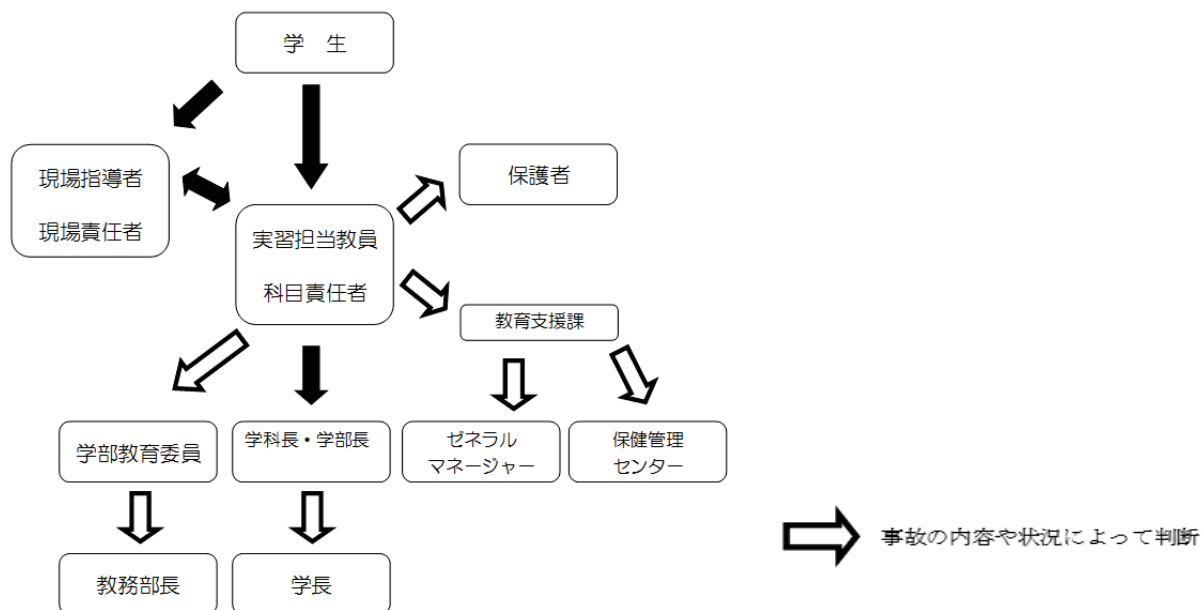 学　生
現場指導者
現場責任者
保護者
実習担当教員
科目責任者
教育支援課
学部教育委員
学科長・学部長
ゼネラル
マネージャー
保健管理
センター
教務部長
学長
事故の内容や状況によって判断